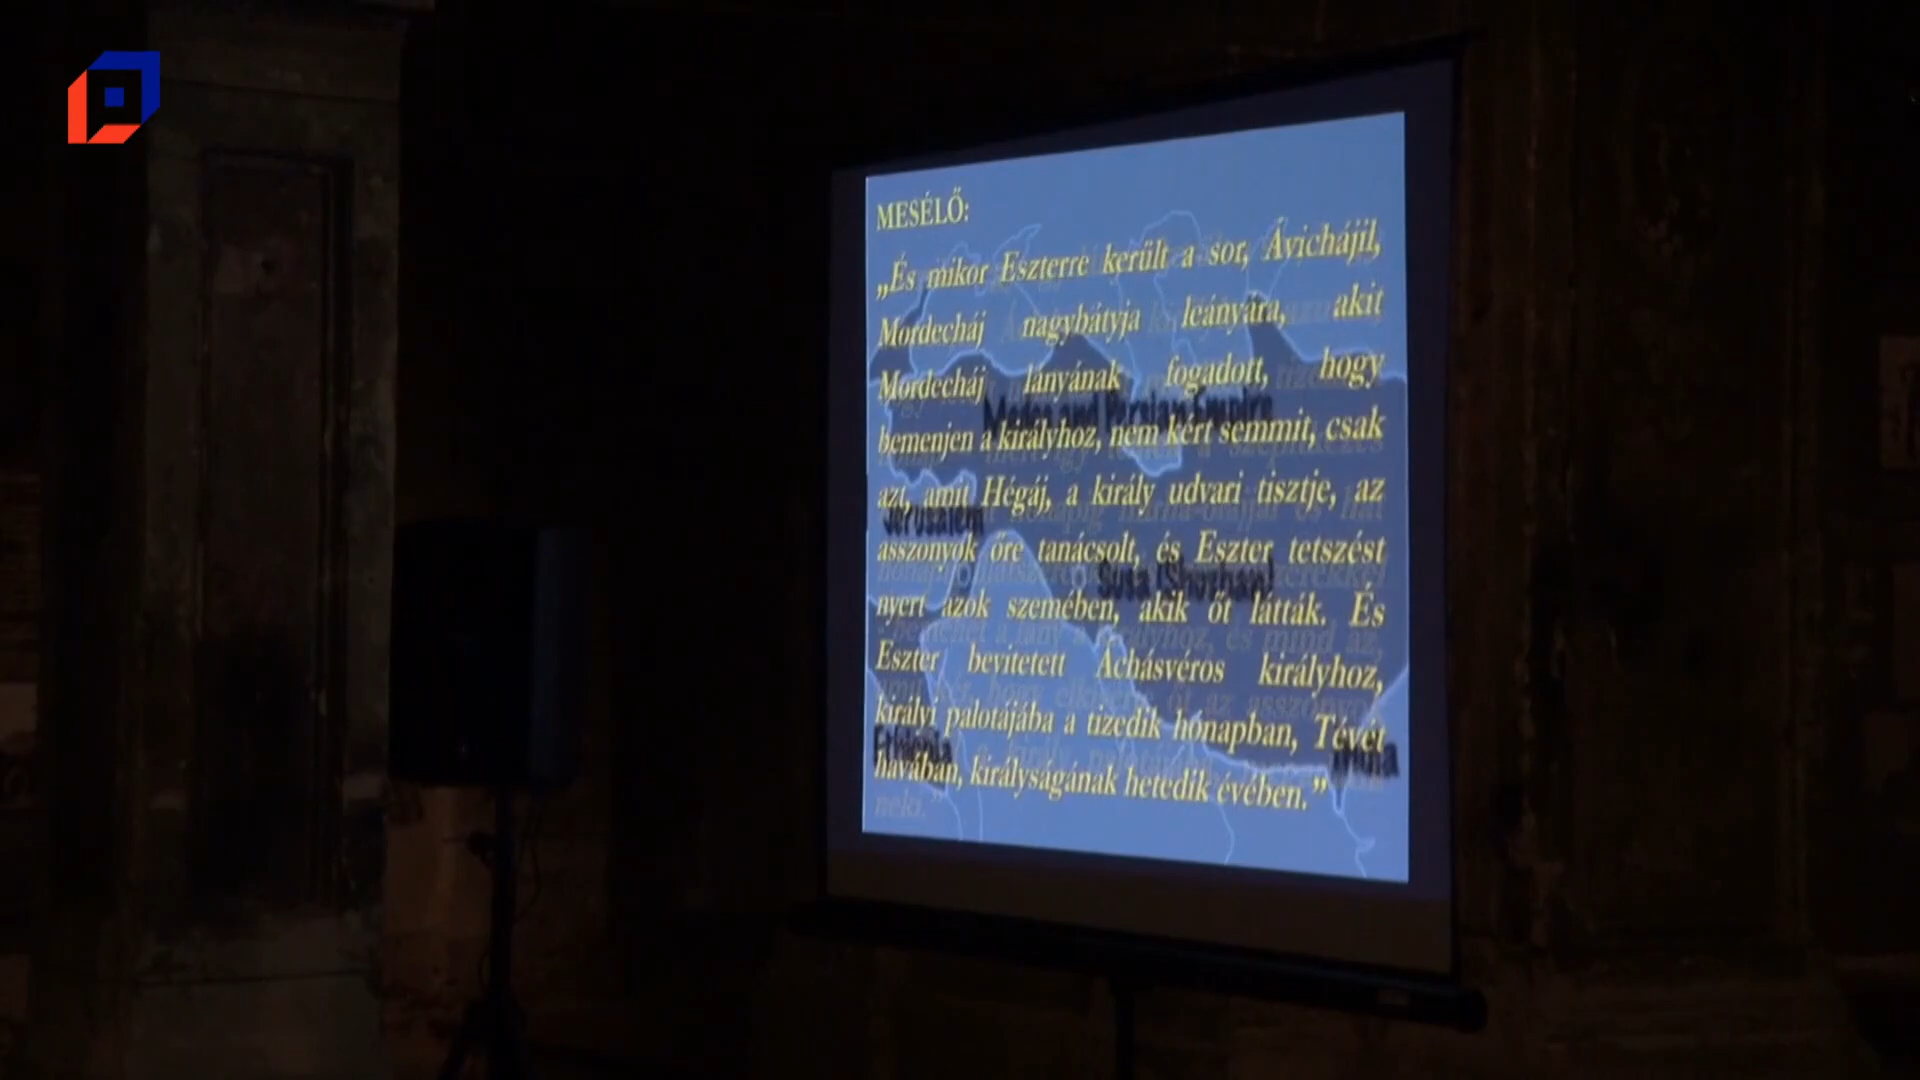 MESÉLŐ:
„És mikor Eszterre került a sor, Ávichájil,
Mordecháj nagybátyja leányára, akit
Mordecháj lányának fogadott, hogy
bemenjen a királyhoz, nem kért semmit, csak
azt, amit Hégáj, a király udvari tisztje, az
asszonyok őre tanácsolt, és Eszter tetszést
nyert azok szemében, akik őt látták. És
Eszter bevitetett Áchásvéros királyhoz,
királyi palotájába a tizedik hónapban, Tévét
havában, királyságának hetedik évében.”
Medes and Persian Empire
Jerusalem
Susa (Shushan)
Ethiopia
India
neki.”